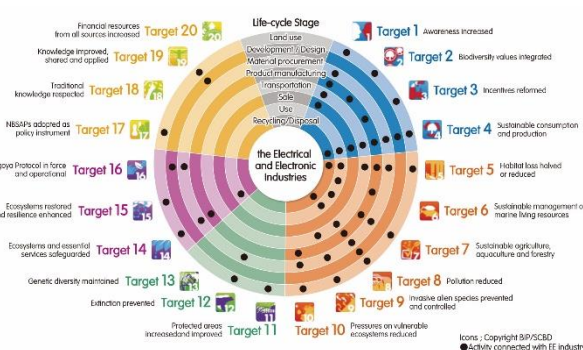 Life-cycle Stage
Land use
Development / Design
Material procurement
Product manufacturing
Transportation
Sale
Use
Recycling/Disposal
the Electrical
and Electronic
Industries
Target 1 Awareness increased
Target 2 Biodiversity values integrated
Target 3 Incentives reformed
Target 4 Sustainable consumption
and production
Target 5 Habitat loss halved
or reduced
Target 6 Sustainable management o
marine living resources
Target 7 Sustainable agriculture,
aquaculture and forestry
Target 8 Pollution reduced
Target 9 Invasive alien species prevented
and controlled
Target 10 Pressures on vulnerable
ecosystems reduced
Protected areas
increasedand improved Target 11
Extinction prevented Target 12
Genetic diversity maintained Target 13
Ecosystems and essential
services safeguarded Target 14
Ecosystems restored
nd resilience enhanced Target 15
goya Protocol in force
and operational Target 16
NBSAPs adopted as
policy instrument Target 17
Traditional
knowledge respected Target 18
Knowledge improved,
shared and applied Target 19
Financial resources
from all sources increased Target 20
Icons ; Copyright BIP/SCBD
●Activity connected with EE industr